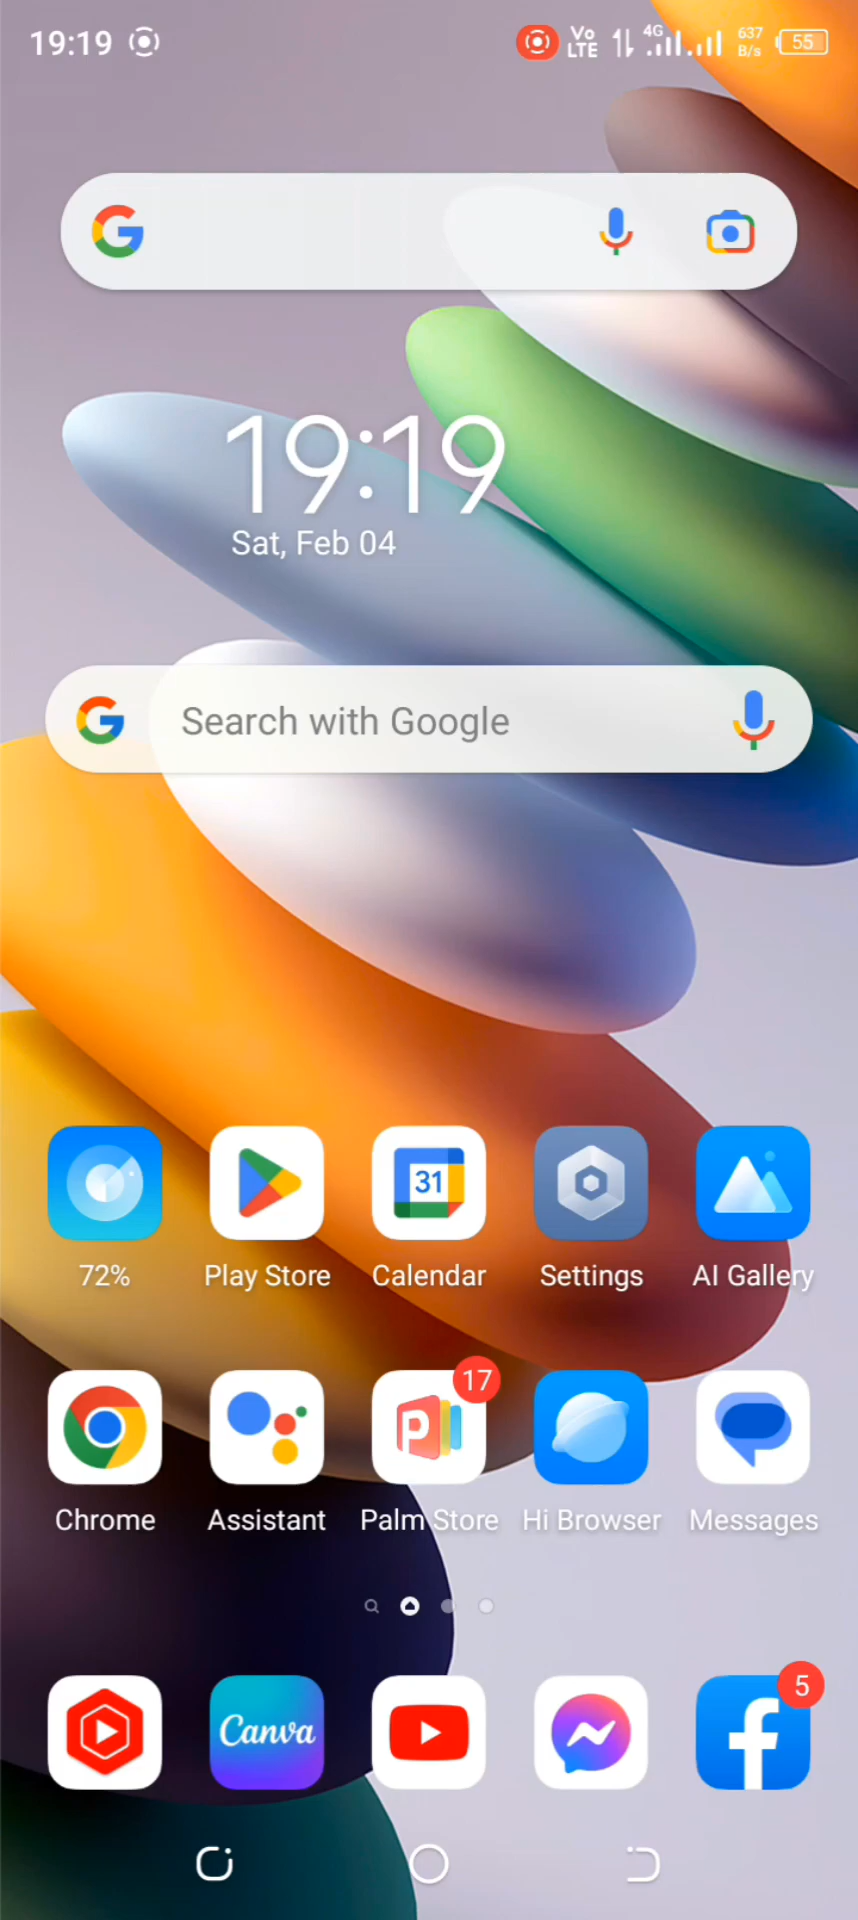 19:19 Vo LTE 4G 637 B/s 55
19:19
Sat, Feb 04
Search with Google
31
72% Play Store Calendar Settings AI Gallery
17
Chrome Assistant Palm Store Hi Browser Messages
5
Canva